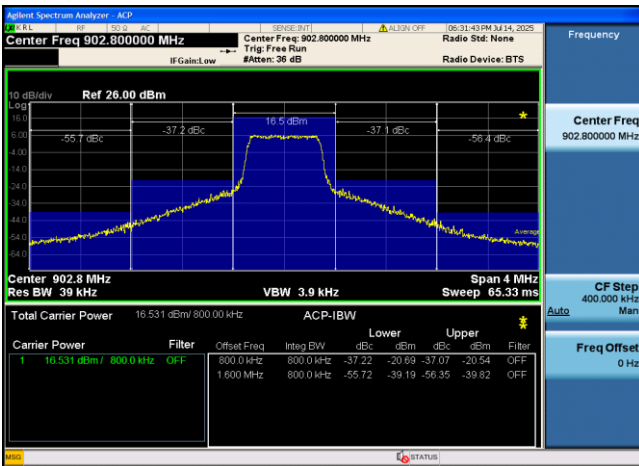 Agilent Spectrum Analyzer - ACP
KRL RF 50 Ω AC SENSE:INT ALIGN OFF 06:31:43 PM Jul 14, 2025
Center Freq 902.800000 MHz
Center Freq: 902.800000 MHz
Radio Std: None
Trig: Free Run
IFGain:Low #Atten: 36 dB Radio Device: BTS
Frequency
10 dB/div Ref 26.00 dBm
Log
16.0
6.00
-4.00
-14.0
-24.0
-34.0
-44.0
-54.0
-64.0
-55.7 dBc
-37.2 dBc
16.5 dBm
-37.1 dBc
-56.4 dBc
Average
Center 902.8 MHz Span 4 MHz
Res BW 39 kHz VBW 3.9 kHz Sweep 65.33 ms
Total Carrier Power 16.531 dBm/ 800.00 kHz ACP-IBW
Lower Upper
Carrier Power Filter Offset Freq Integ BW dBc dBm dBc dBm Filter
1 16.531 dBm / 800.0 kHz OFF 800.0 kHz 800.0 kHz -37.22 -20.69 -37.07 -20.54 OFF
1.600 MHz 800.0 kHz -55.72 -39.19 -56.35 -39.82 OFF
Center Freq
902.800000 MHz
CF Step
400.000 kHz
Auto Man
Freq Offset
0 Hz
MSG STATUS